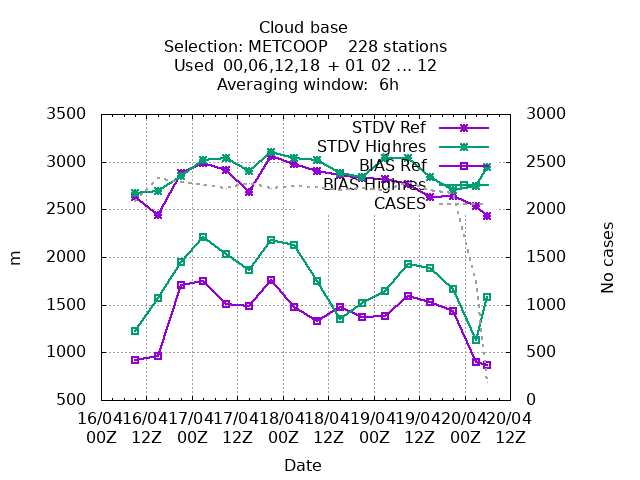 Cloud base
Selection: METCOOP 228 stations
Used 00,06,12,18 + 01 02 ... 12
Averaging window: 6h
3500 3000
STDV Ref
STDV Highres
3000 2500
BIAS Ref
BIAS Highres
2500 2000
CASES
2000 1500
m
No cases
1500 1000
1000 500
500 0
16/04 16/04 17/04 17/04 18/04 18/04 19/04 19/04 20/04 20/04
00Z 12Z 00Z 12Z 00Z 12Z 00Z 12Z 00Z 12Z
Date